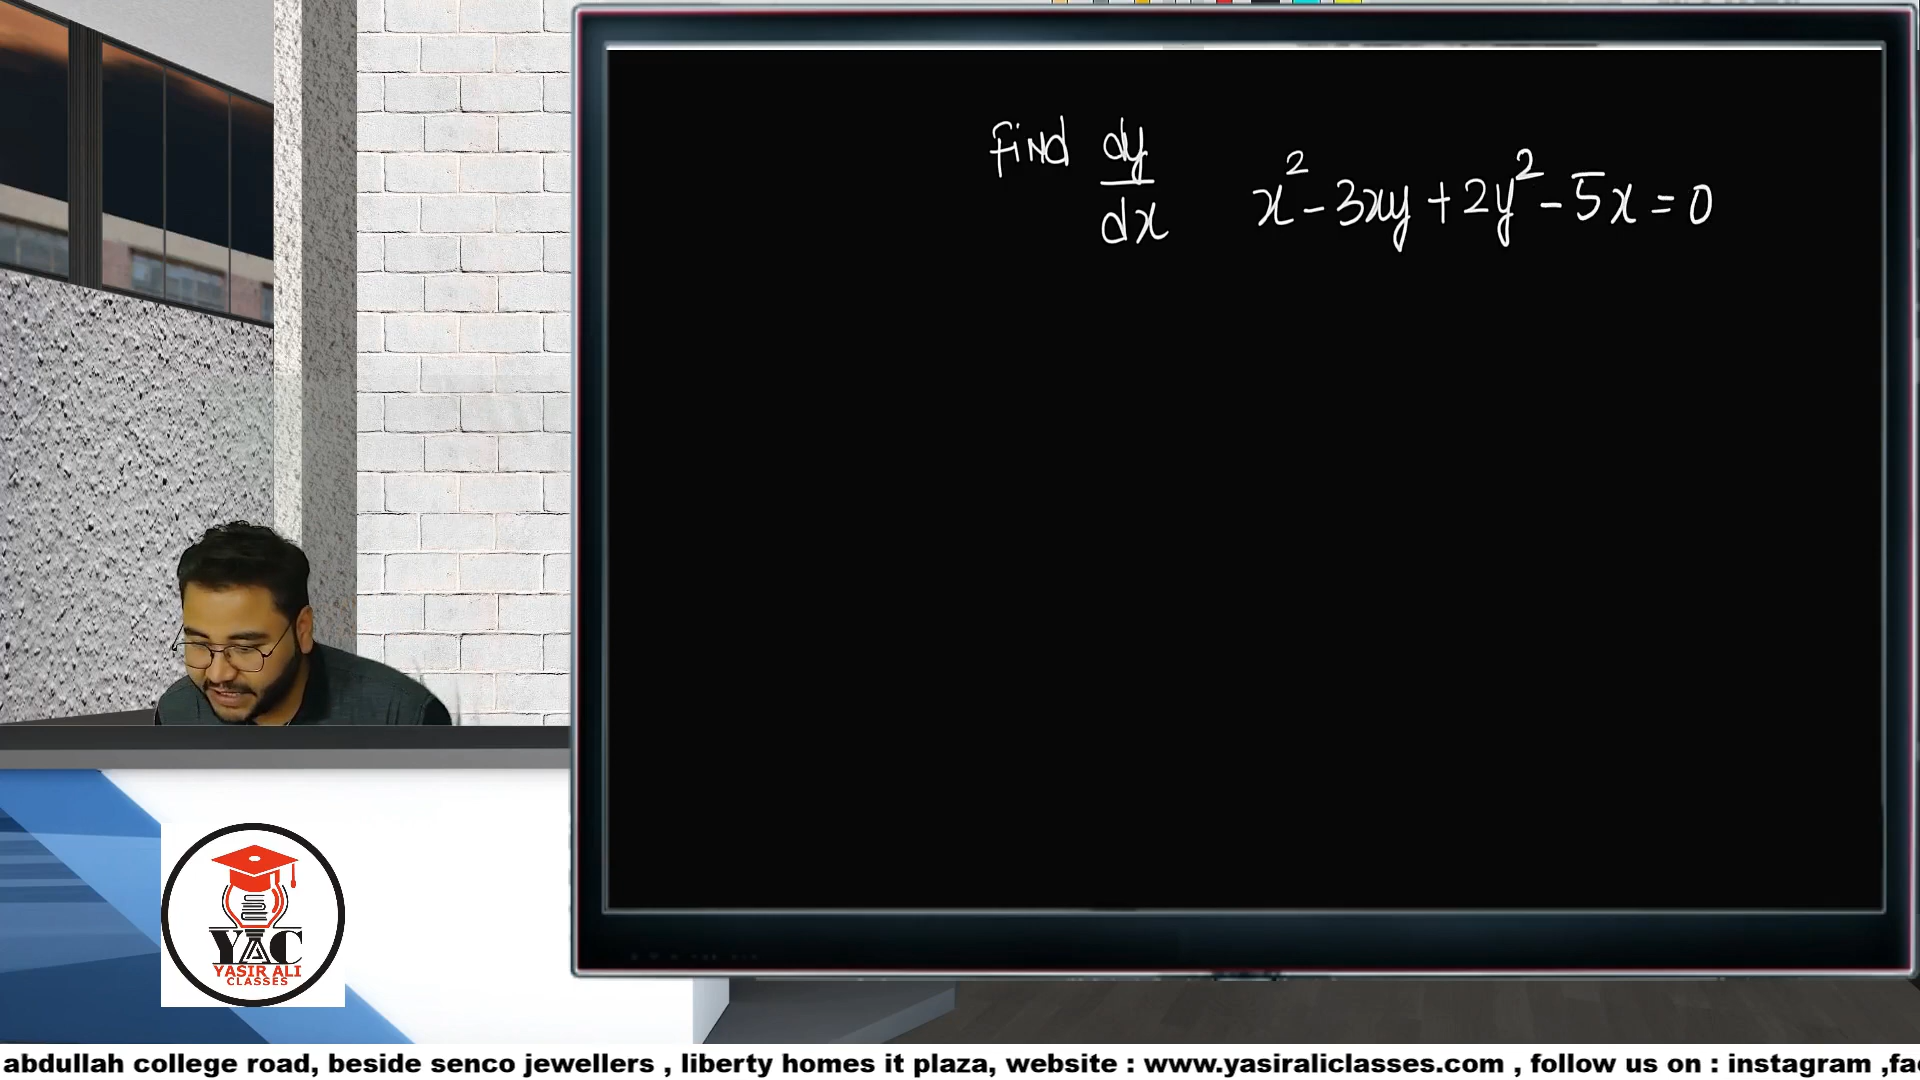 Find dy/dx x² - 3xy + 2y² - 5x = 0
YAC
YASIR ALI
CLASSES
abdullah college road, beside senco jewellers , liberty homes it plaza, website : www.yasiraliclasses.com , follow us on : instagram ,fa